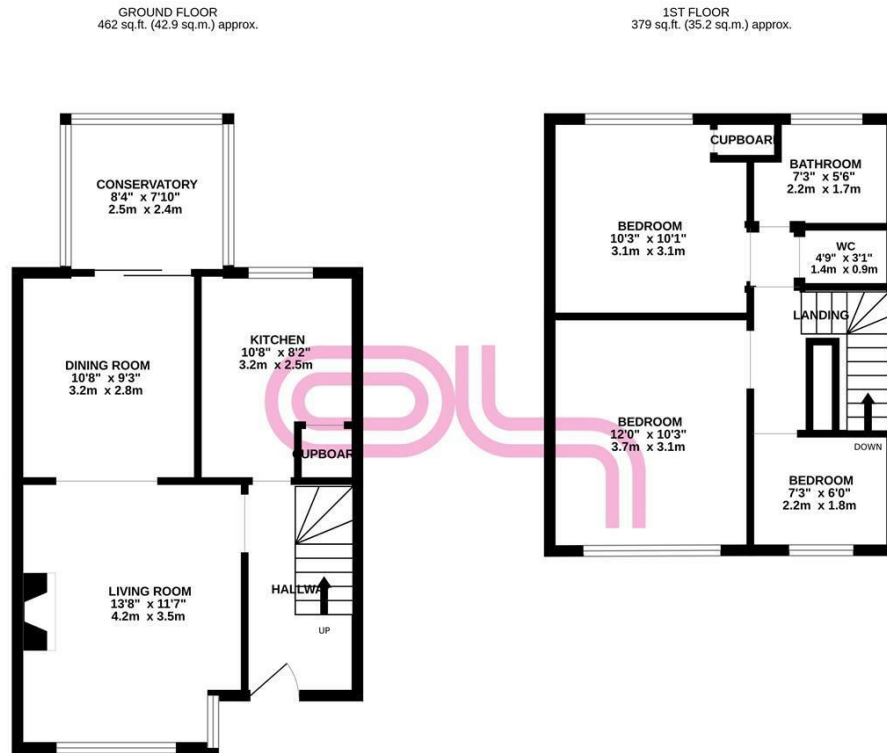 GROUND FLOOR
462 sq.ft. (42.9 sq.m.) approx.
1ST FLOOR
379 sq.ft. (35.2 sq.m.) approx.
CONSERVATORY
8'4" x 7'10"
2.5m x 2.4m
KITCHEN
10'8" x 8'2"
3.2m x 2.5m
DINING ROOM
10'8" x 9'3"
3.2m x 2.8m
CUPBOARD
LIVING ROOM
13'8" x 11'7"
4.2m x 3.5m
HALLWA
UP
CUPBOARD
BATHROOM
7'3" x 5'6"
2.2m x 1.7m
BEDROOM
10'3" x 10'1"
3.1m x 3.1m
WC
4'9" x 3'1"
1.4m x 0.9m
LANDING
BEDROOM
12'0" x 10'3"
3.7m x 3.1m
DOWN
BEDROOM
7'3" x 6'0"
2.2m x 1.8m